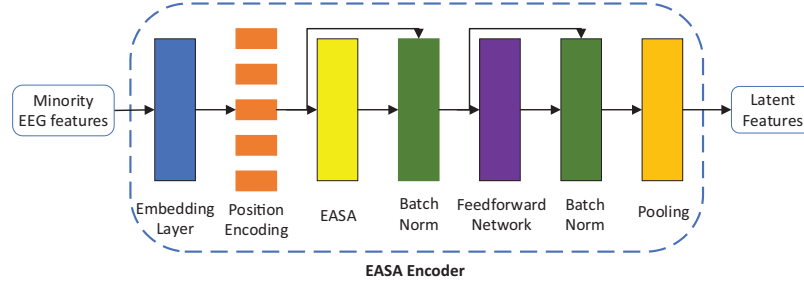 Minority
EEG features
Latent
Features
Embedding
Layer
Position
Encoding
EASA
Batch
Norm
Feedforward
Network
Batch
Norm
Pooling
EASA Encoder